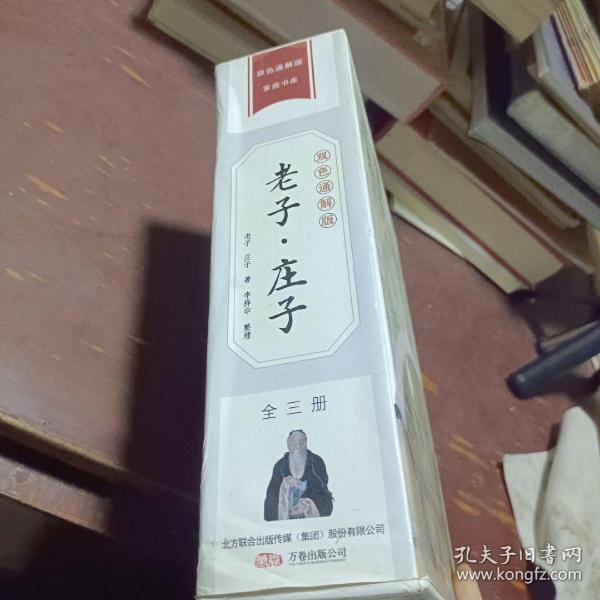 双色通解版
家庭书库
双色通解版
老子·庄子
老子 庄子 著 李择非 整理
全三册
北方联合出版传媒（集团）股份有限公司
万卷出版公司
孔夫子旧书网
www.kongfz.com